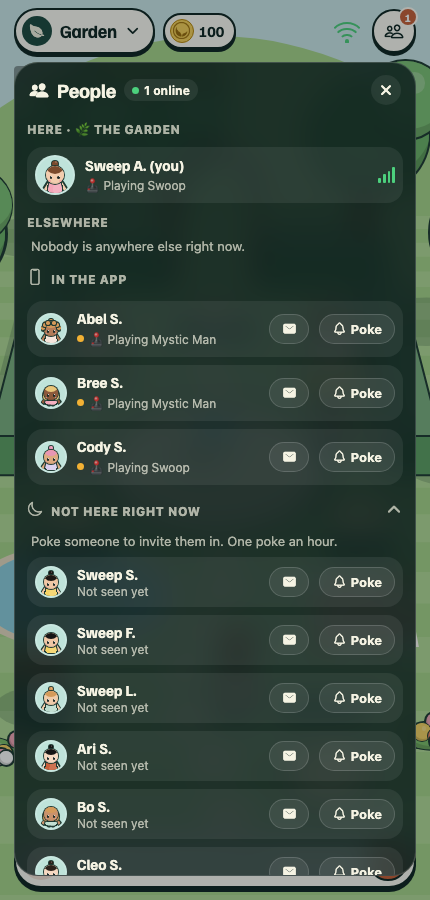 Garden
100
1
People
1 online
HERE · 🌿 THE GARDEN
Sweep A. (you)
🕹️ Playing Swoop
ELSEWHERE
Nobody is anywhere else right now.
IN THE APP
Abel S.
🕹️ Playing Mystic Man
Poke
Bree S.
🕹️ Playing Mystic Man
Poke
Cody S.
🕹️ Playing Swoop
Poke
NOT HERE RIGHT NOW
Poke someone to invite them in. One poke an hour.
Sweep S.
Not seen yet
Poke
Sweep F.
Not seen yet
Poke
Sweep L.
Not seen yet
Poke
Ari S.
Not seen yet
Poke
Bo S.
Not seen yet
Poke
Cleo S.
Poke